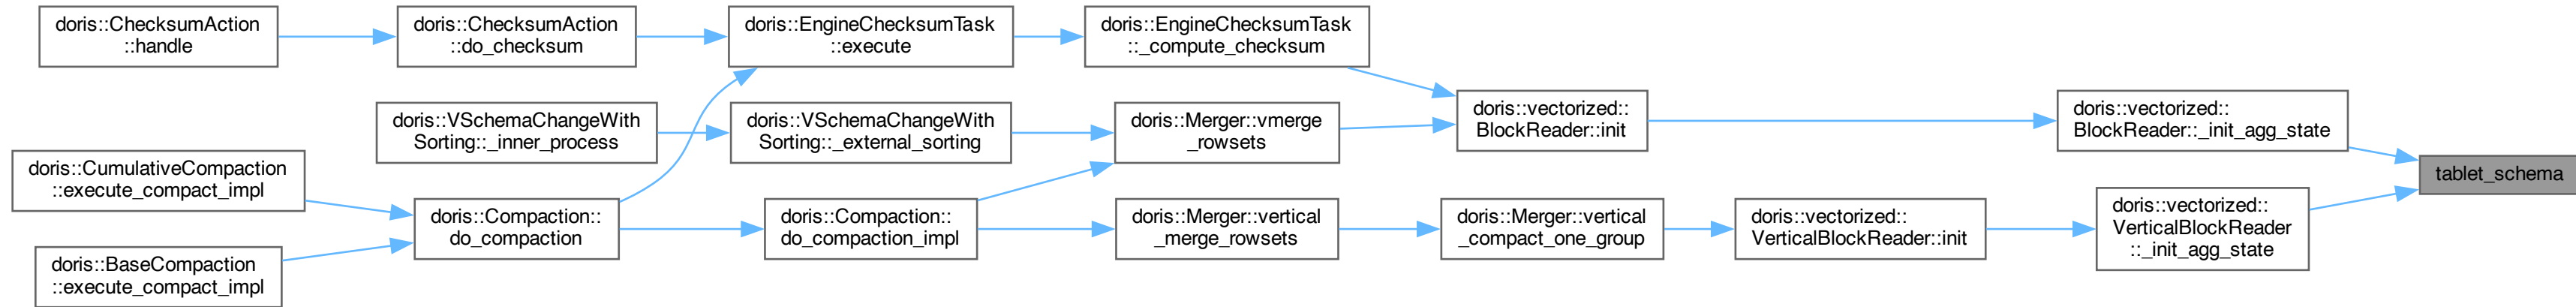 doris::ChecksumAction
::handle
doris::ChecksumAction
::do_checksum
doris::EngineChecksumTask
::execute
doris::EngineChecksumTask
::_compute_checksum
doris::VSchemaChangeWith
Sorting::_inner_process
doris::VSchemaChangeWith
Sorting::_external_sorting
doris::Merger::vmerge
_rowsets
doris::vectorized::
BlockReader::init
doris::vectorized::
BlockReader::_init_agg_state
tablet_schema
doris::CumulativeCompaction
::execute_compact_impl
doris::BaseCompaction
::execute_compact_impl
doris::Compaction::
do_compaction
doris::Compaction::
do_compaction_impl
doris::Merger::vertical
_merge_rowsets
doris::Merger::vertical
_compact_one_group
doris::vectorized::
VerticalBlockReader::init
doris::vectorized::
VerticalBlockReader
::_init_agg_state